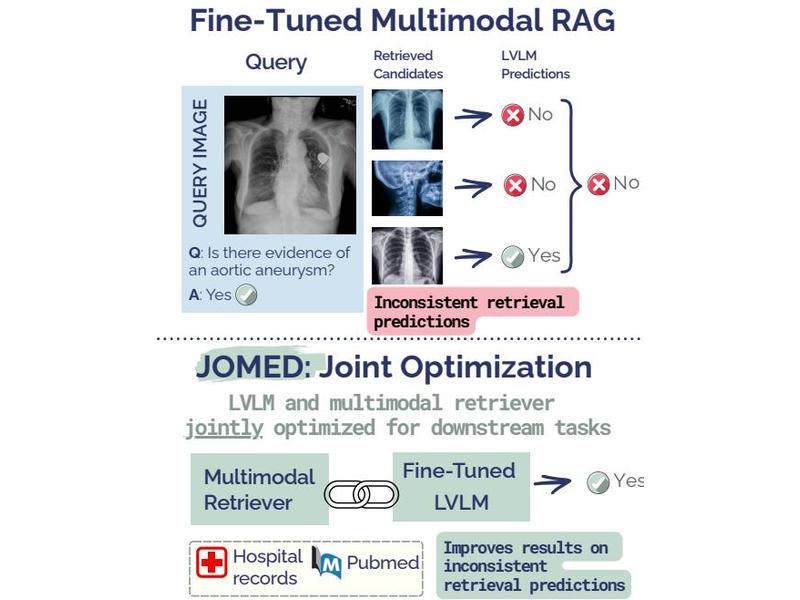 Fine-Tuned Multimodal RAG
Query
Retrieved
Candidates
LVLM
Predictions
QUERY IMAGE
Q: Is there evidence of
an aortic aneurysm?
A: Yes
No
No
Yes
No
Inconsistent retrieval
predictions
JOMED: Joint Optimization
LVLM and multimodal retriever
jointly optimized for downstream tasks
Multimodal
Retriever
Fine-Tuned
LVLM
Yes
Hospital
records
M Pubmed
Improves results on
inconsistent
retrieval predictions